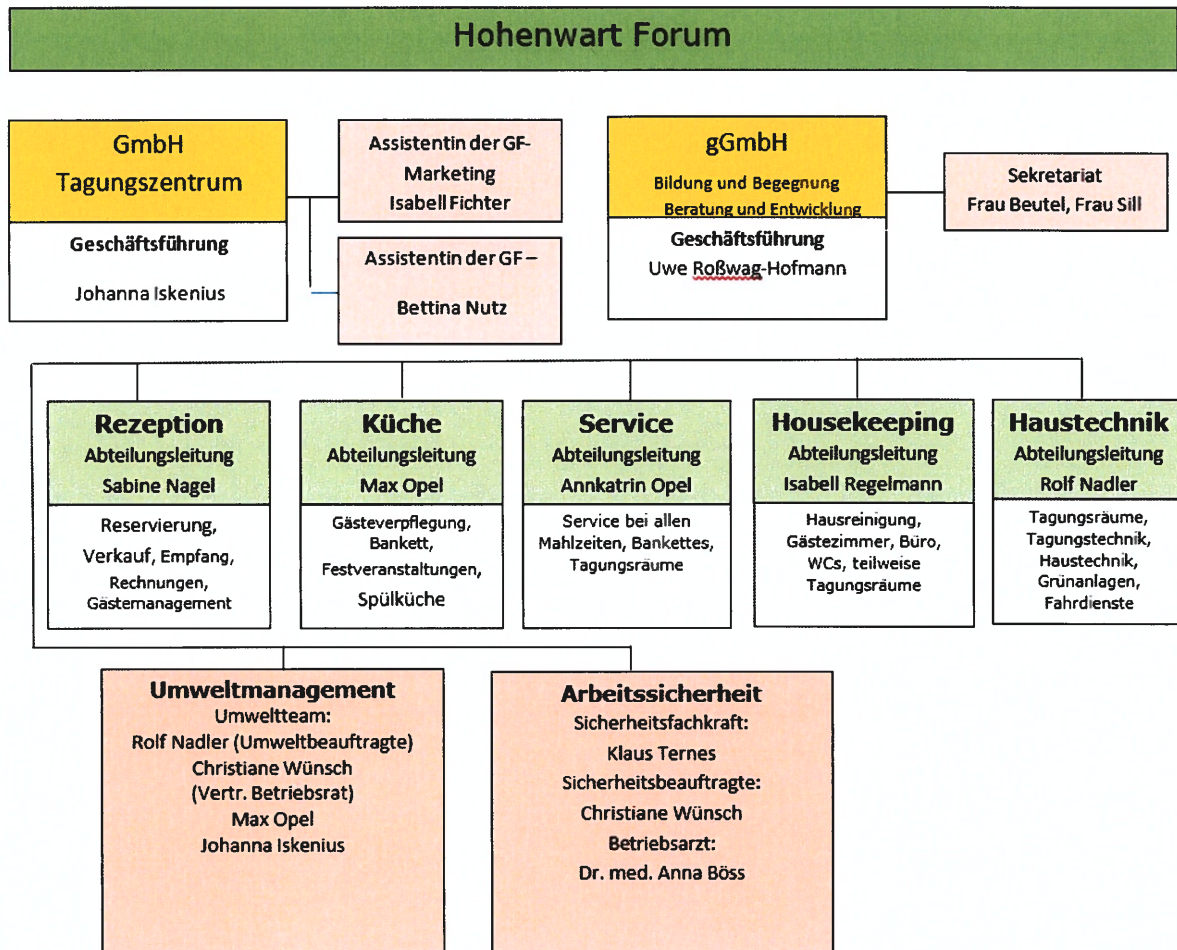 Hohenwart Forum
GmbH
Tagungszentrum
Geschäftsführung
Johanna Iskenius
Assistentin der GF-
Marketing
Isabell Fichter
Assistentin der GF –
Bettina Nutz
gGmbH
Bildung und Begegnung
Beratung und Entwicklung
Geschäftsführung
Uwe Roßwag-Hofmann
Sekretariat
Frau Beutel, Frau Sill
Rezeption
Abteilungsleitung
Sabine Nagel
Reservierung,
Verkauf, Empfang,
Rechnungen,
Gästemanagement
Küche
Abteilungsleitung
Max Opel
Gästeverpflegung,
Bankett,
Festveranstaltungen,
Spülküche
Service
Abteilungsleitung
Annkatrin Opel
Service bei allen
Mahlzeiten, Bankettes,
Tagungsräume
Housekeeping
Abteilungsleitung
Isabell Regelmann
Hausreinigung,
Gästezimmer, Büro,
WCs, teilweise
Tagungsräume
Haustechnik
Abteilungsleitung
Rolf Nadler
Tagungsräume,
Tagungstechnik,
Haustechnik,
Grünanlagen,
Fahrdienste
Umweltmanagement
Umweltteam:
Rolf Nadler (Umweltbeauftragte)
Christiane Wünsch
(Vertr. Betriebsrat)
Max Opel
Johanna Iskenius
Arbeitssicherheit
Sicherheitsfachkraft:
Klaus Ternes
Sicherheitsbeauftragte:
Christiane Wünsch
Betriebsarzt:
Dr. med. Anna Böss